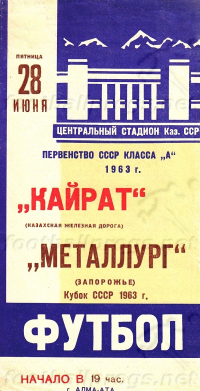 ПЯТНИЦА
28
ИЮНЯ
ЦЕНТРАЛЬНЫЙ СТАДИОН Каз. ССР
ПЕРВЕНСТВО СССР КЛАССА „А"
1963 г.
„КАЙРАТ"
(КАЗАХСКАЯ ЖЕЛЕЗНАЯ ДОРОГА)
„МЕТАЛЛУРГ"
(ЗАПОРОЖЬЕ)
Кубок СССР 1963 г.
ФУТБОЛ
НАЧАЛО В 19 час.
г. АЛМА-АТА